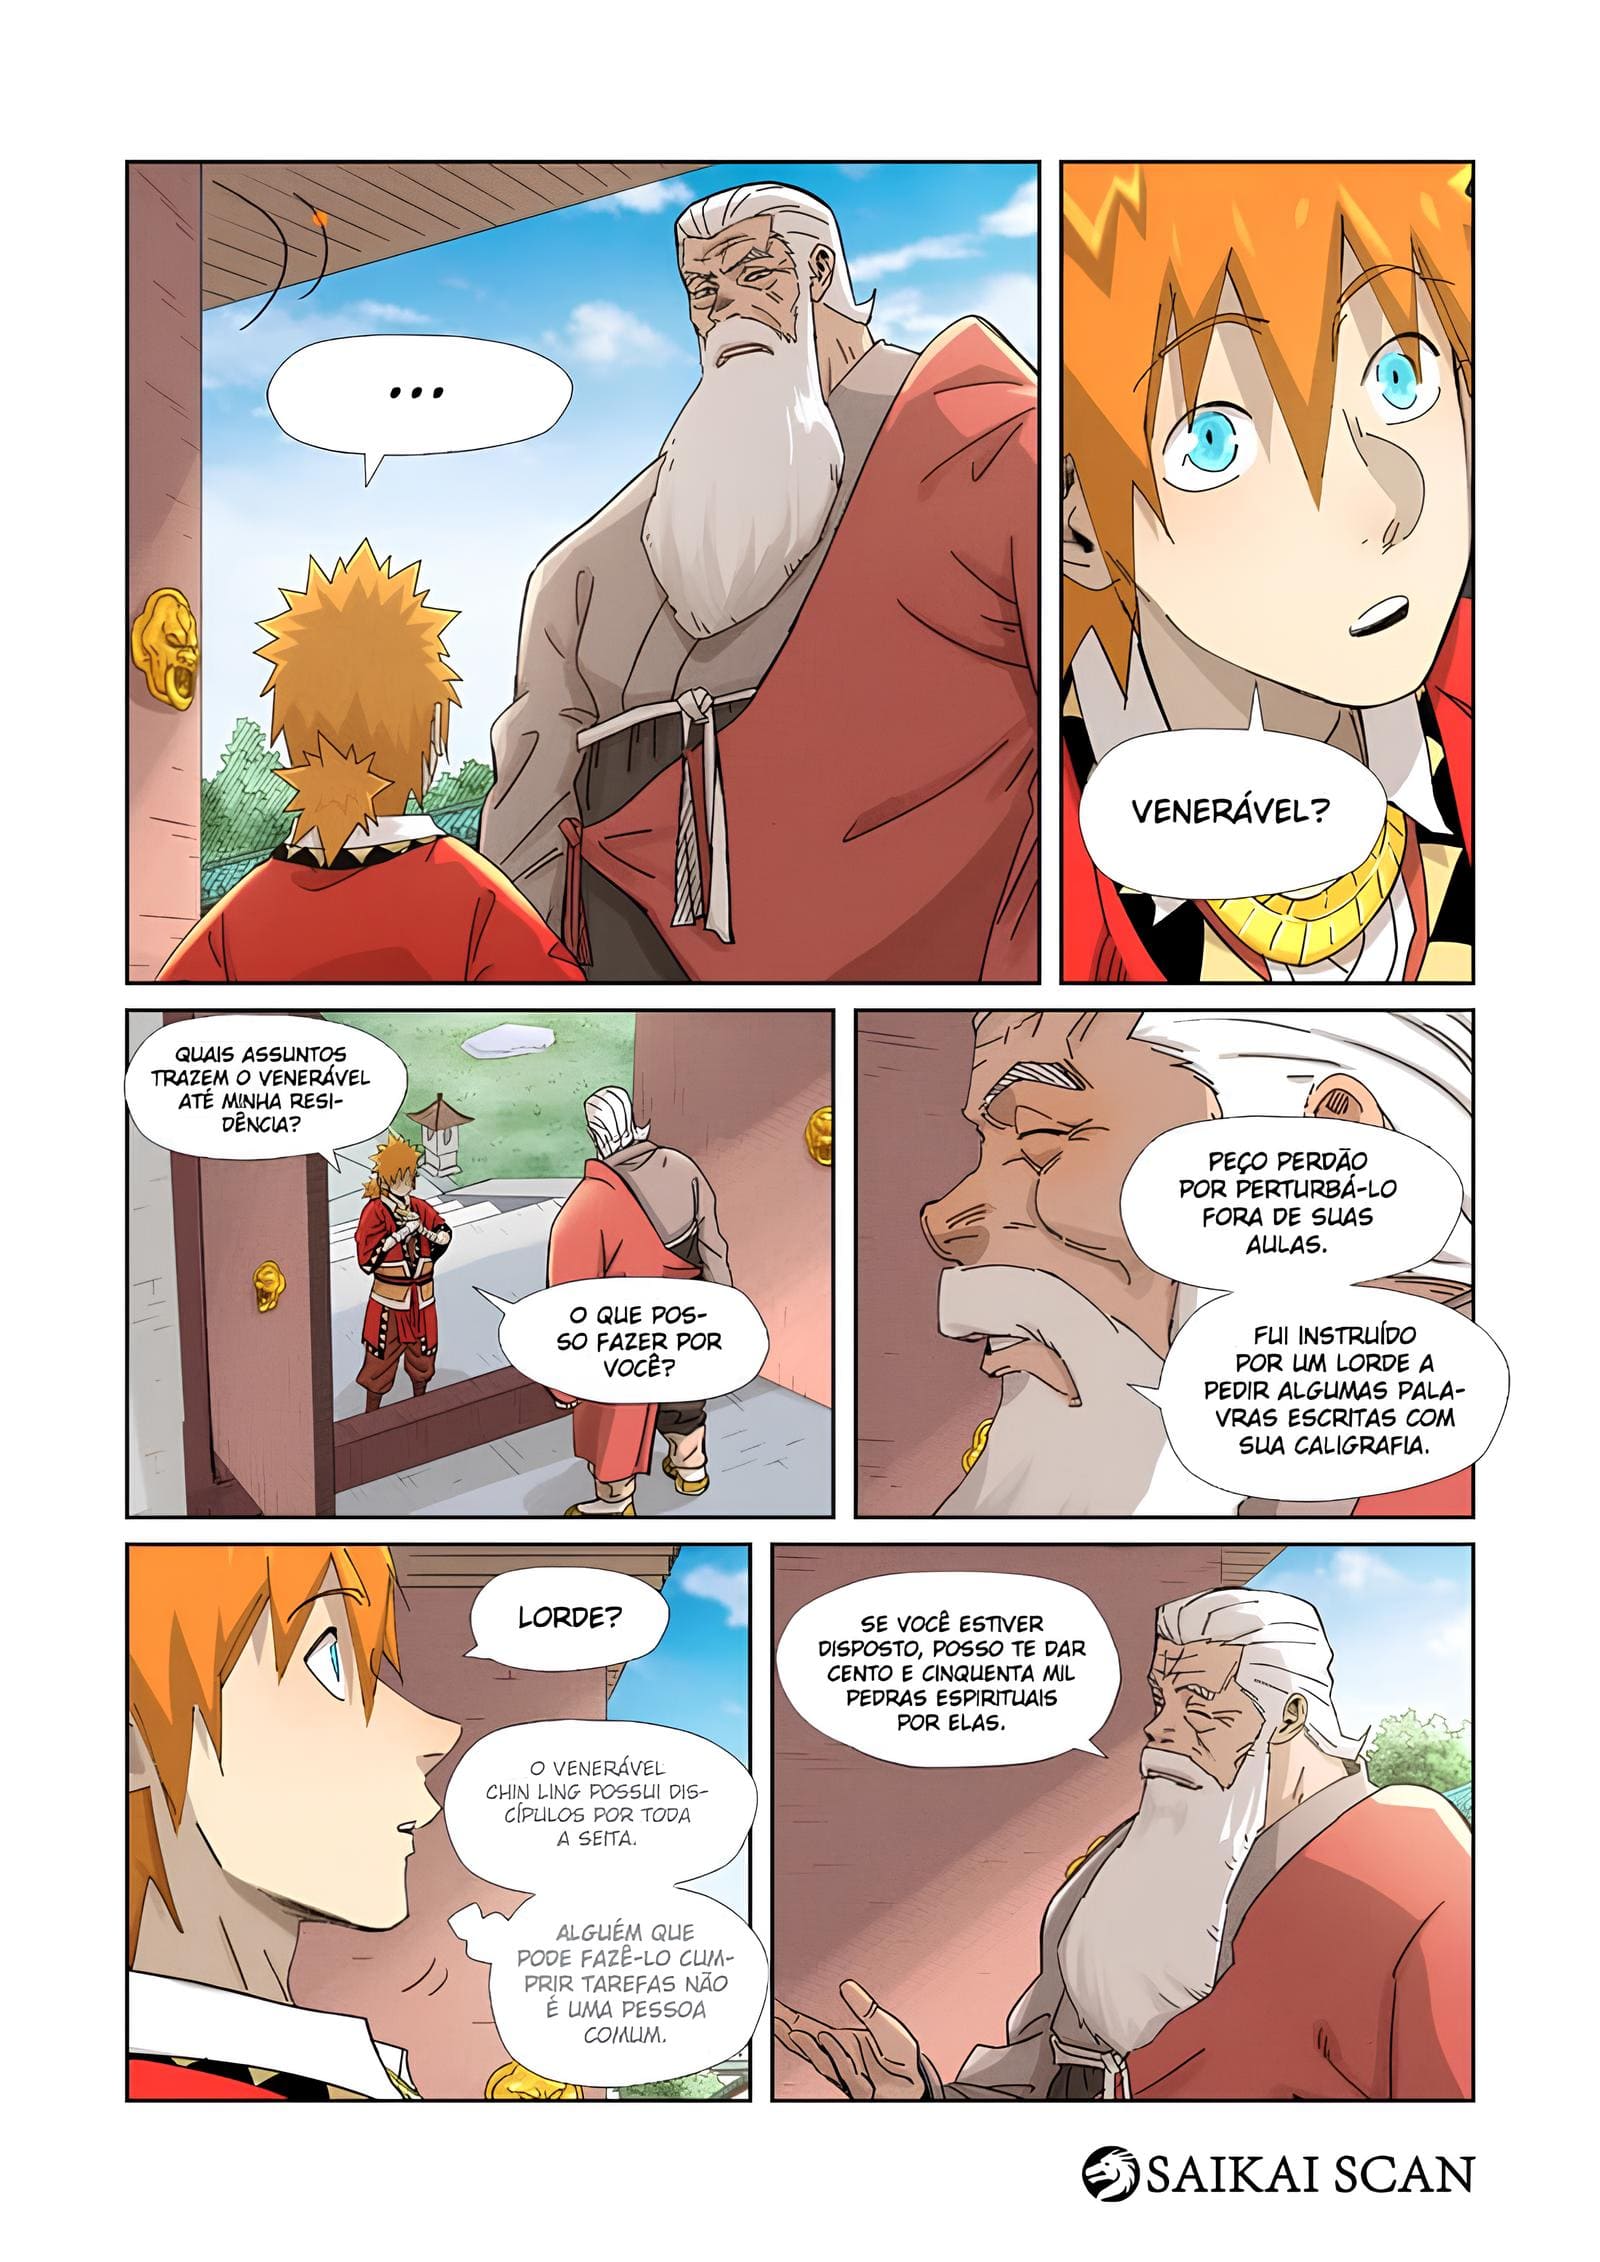 ...
VENERÁVEL?
QUAIS ASSUNTOS
TRAZEM O VENERÁVEL
ATÉ MINHA RESI-
DÊNCIA?
O QUE POS-
SO FAZER POR
VOCÊ?
PEÇO PERDÃO
POR PERTURBÁ-LO
FORA DE SUAS
AULAS.
FUI INSTRUÍDO
POR UM LORDE A
PEDIR ALGUMAS PALA-
VRAS ESCRITAS COM
SUA CALIGRAFIA.
LORDE?
O VENERÁVEL
CHIN LING POSSUI DIS-
CÍPULOS POR TODA
A SEITA.
ALGUÉM QUE
PODE FAZÊ-LO CUM-
PRIR TAREFAS NÃO
É UMA PESSOA
COMUM.
SE VOCÊ ESTIVER
DISPOSTO, POSSO TE DAR
CENTO E CINQUENTA MIL
PEDRAS ESPIRITUAIS
POR ELAS.
SAIKAI SCAN